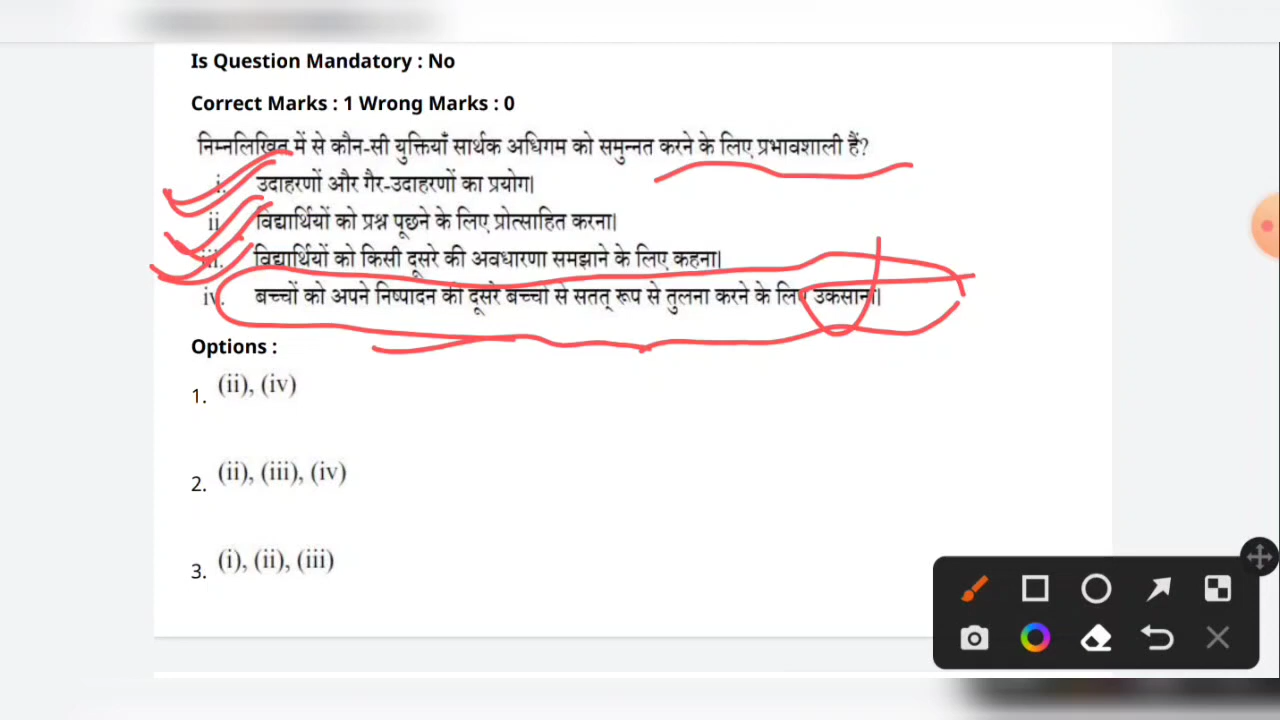 Is Question Mandatory : No
Correct Marks : 1 Wrong Marks : 0
निम्नलिखित में से कौन-सी युक्तियाँ सार्थक अधिगम को समुन्नत करने के लिए प्रभावशाली हैं?
i. उदाहरणों और गैर-उदाहरणों का प्रयोग।
ii. विद्यार्थियों को प्रश्न पूछने के लिए प्रोत्साहित करना।
iii. विद्यार्थियों को किसी दूसरे की अवधारणा समझाने के लिए कहना।
iv. बच्चों को अपने निष्पादन की दूसरे बच्चों से सतत् रूप से तुलना करने के लिए उकसाना।
Options :
1. (ii), (iv)
2. (ii), (iii), (iv)
3. (i), (ii), (iii)